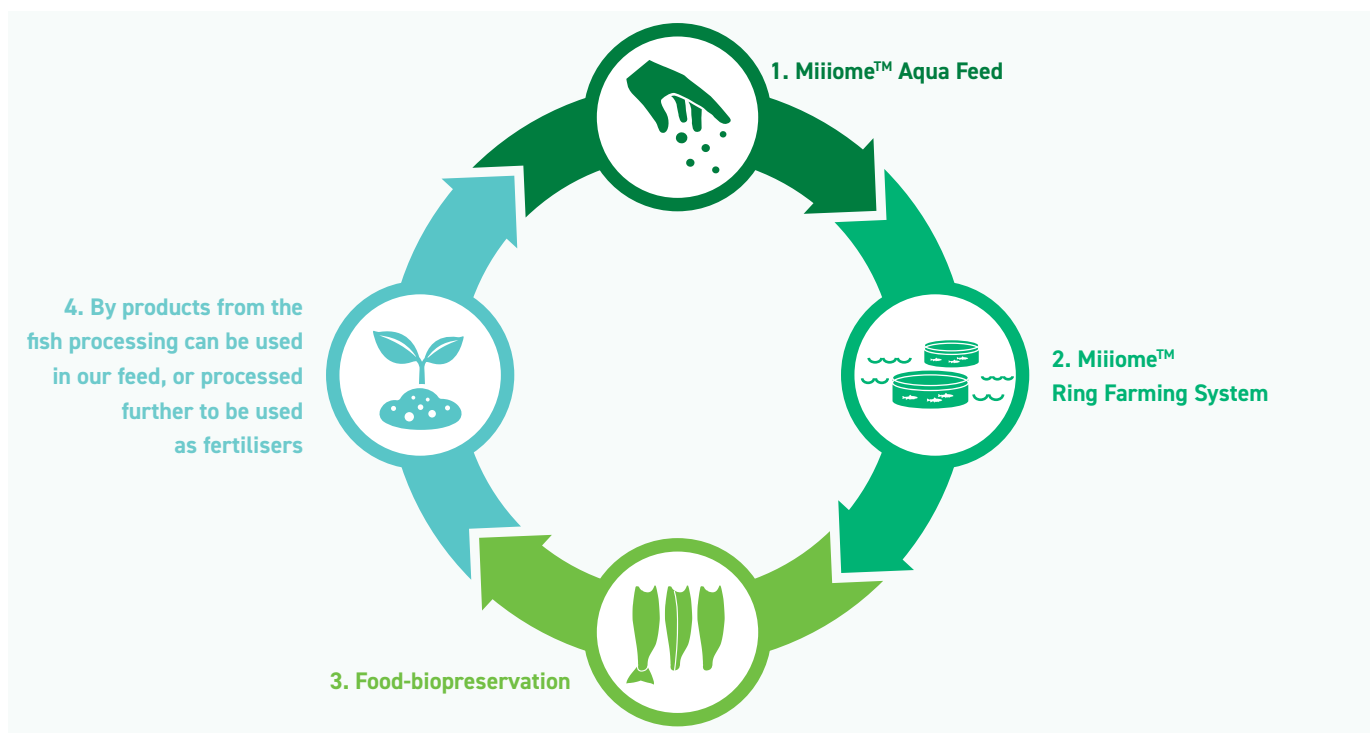 1. Miiiome™ Aqua Feed
2. Miiiome™
Ring Farming System
3. Food-biopreservation
4. By products from the
fish processing can be used
in our feed, or processed
further to be used
as fertilisers